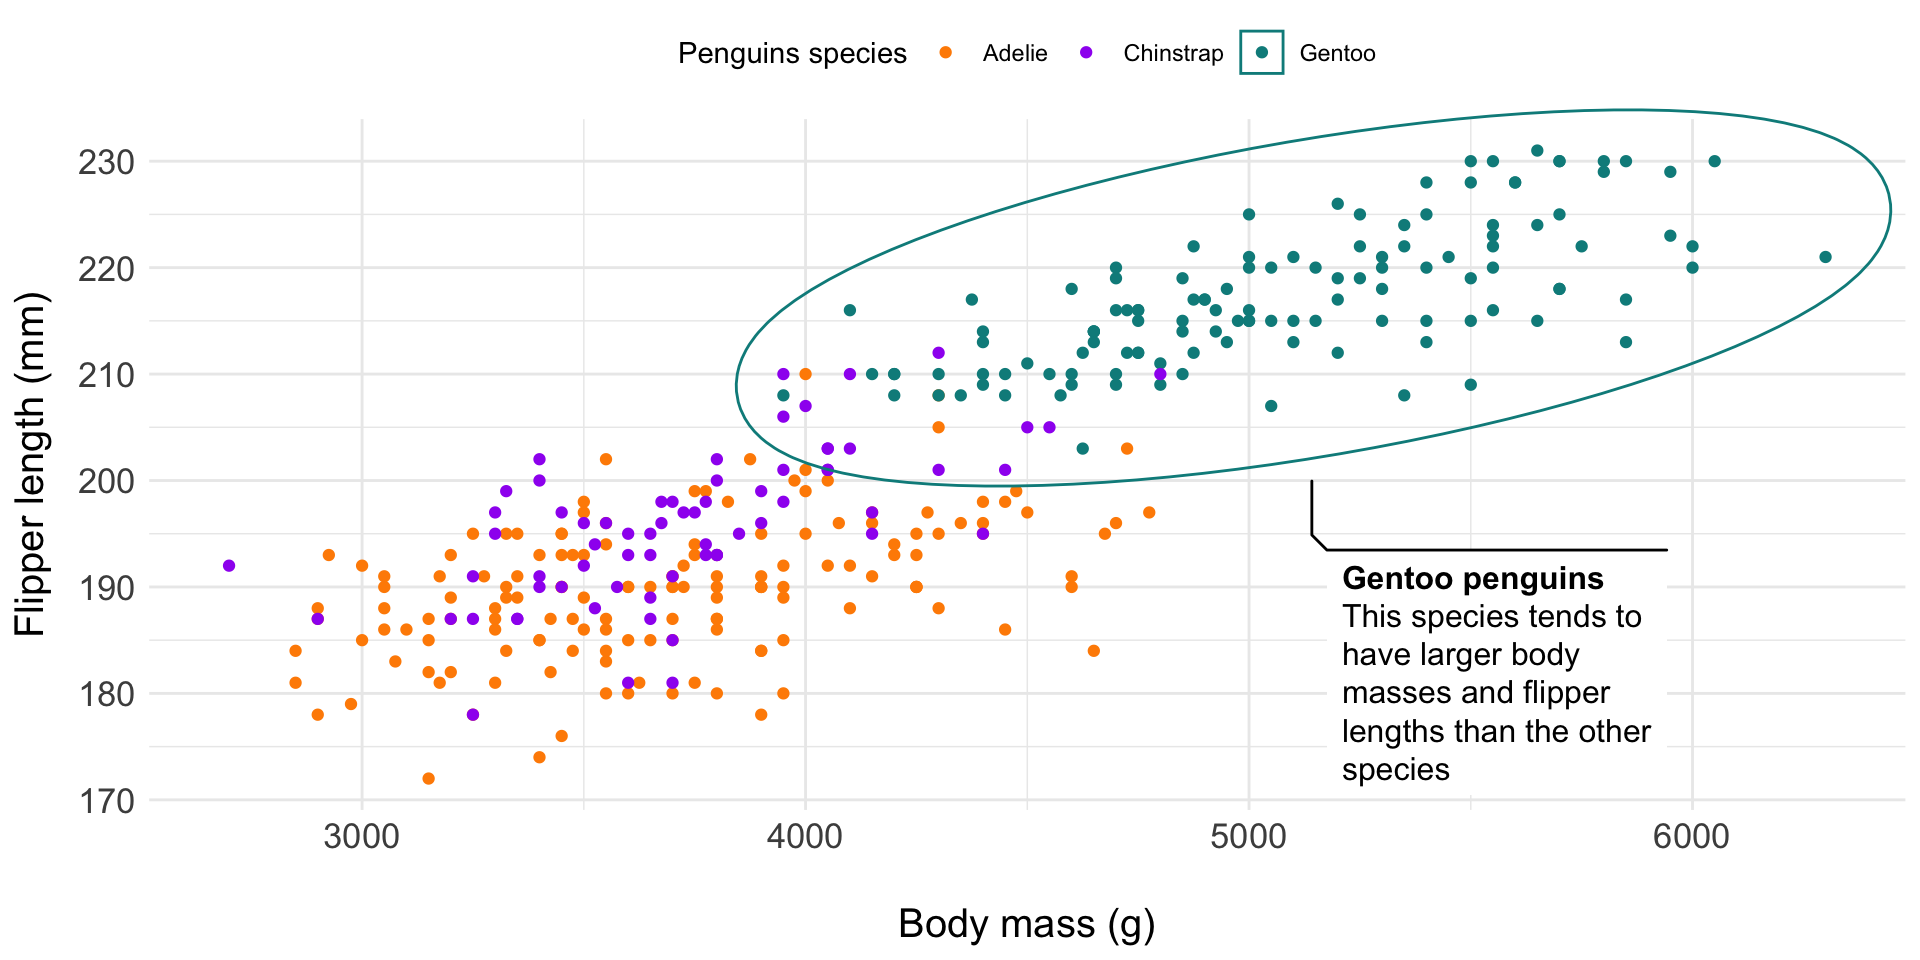 Penguins species Adelie Chinstrap Gentoo
230
220
210
200
190
180
170
Flipper length (mm)
Gentoo penguins
This species tends to
have larger body
masses and flipper
lengths than the other
species
3000 4000 5000 6000
Body mass (g)